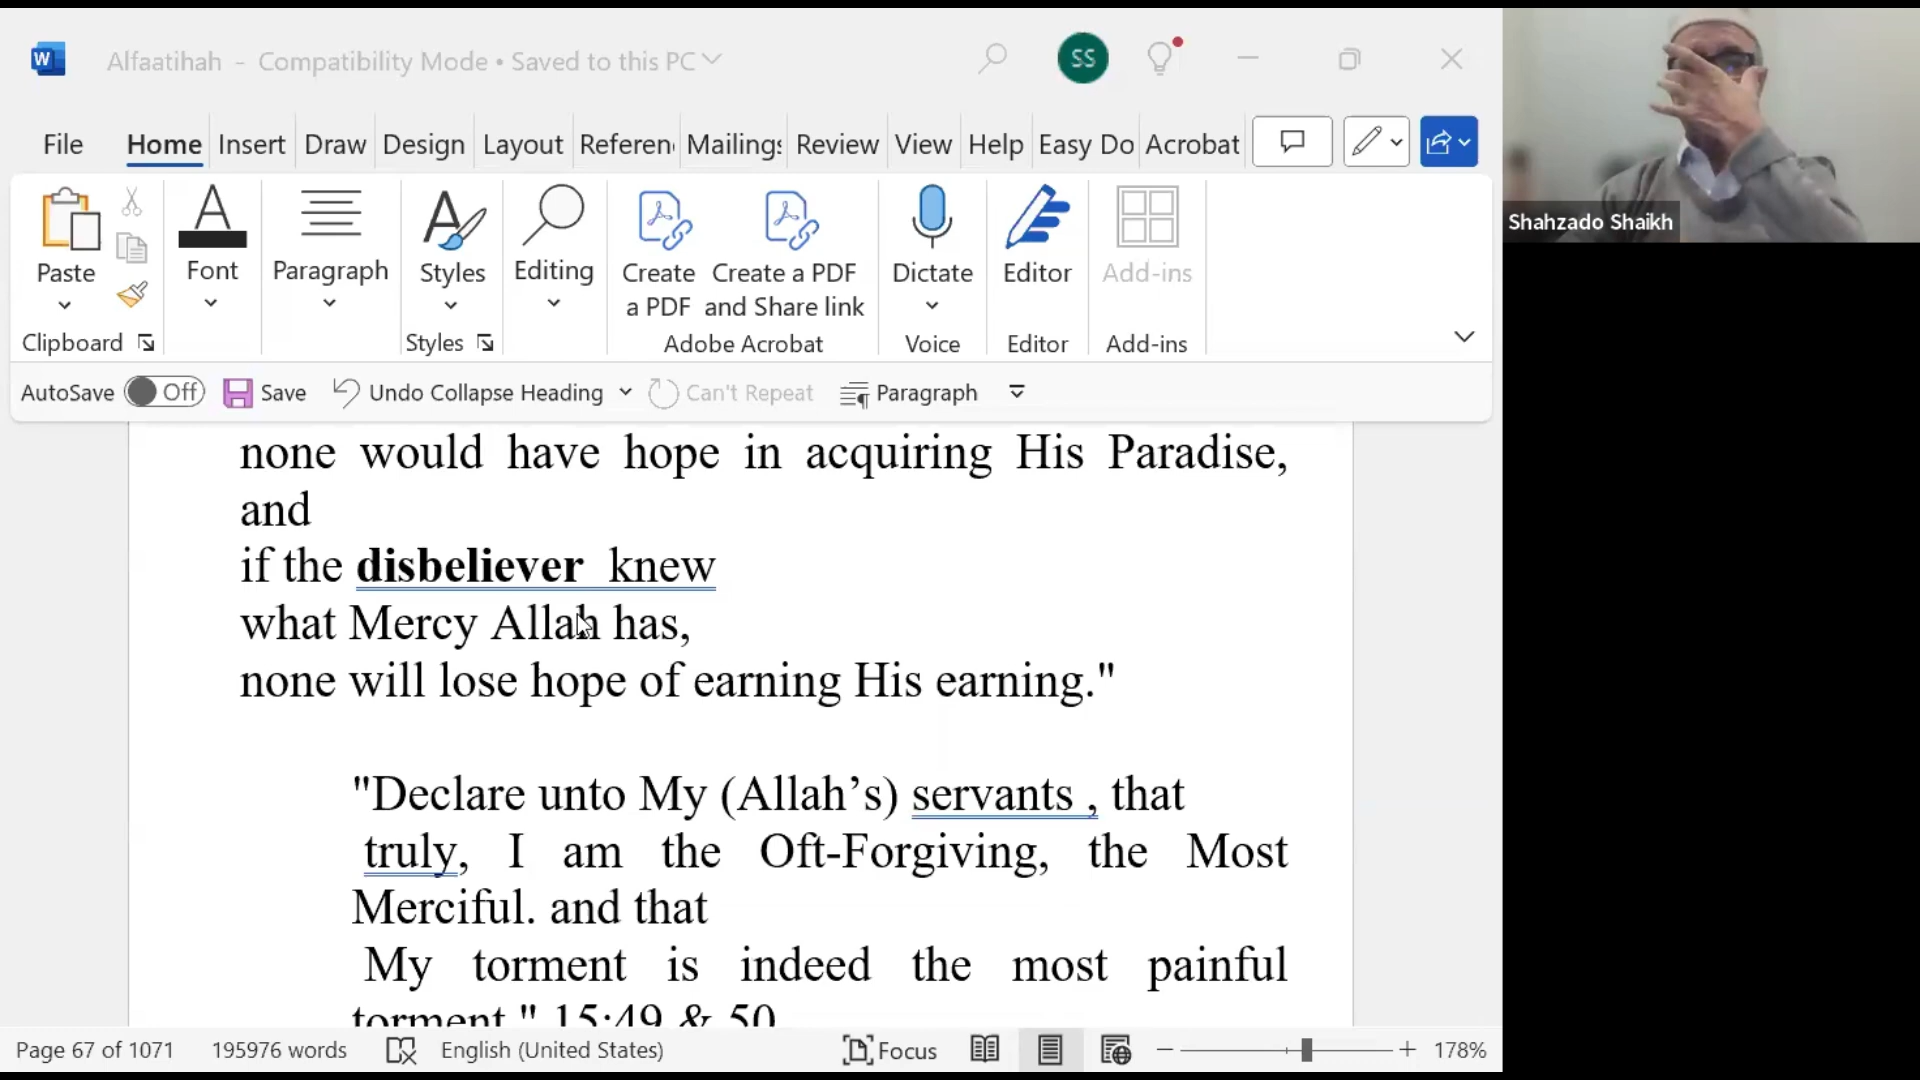 Alfaatihah - Compatibility Mode • Saved to this PC
SS
File Home Insert Draw Design Layout Referen Mailings Review View Help Easy Do Acrobat
Paste
Font
Paragraph
Styles
Editing
Create a PDF
Create a PDF and Share link
Dictate
Editor
Add-ins
Clipboard
Styles
Adobe Acrobat
Voice
Editor
Add-ins
AutoSave Off Save Undo Collapse Heading Can't Repeat Paragraph
none would have hope in acquiring His Paradise,
and
if the disbeliever knew
what Mercy Allah has,
none will lose hope of earning His earning."
"Declare unto My (Allah’s) servants , that
truly, I am the Oft-Forgiving, the Most
Merciful. and that
My torment is indeed the most painful
torment." 15:49 & 50
Page 67 of 1071 195976 words English (United States) Focus 178%
Shahzado Shaikh